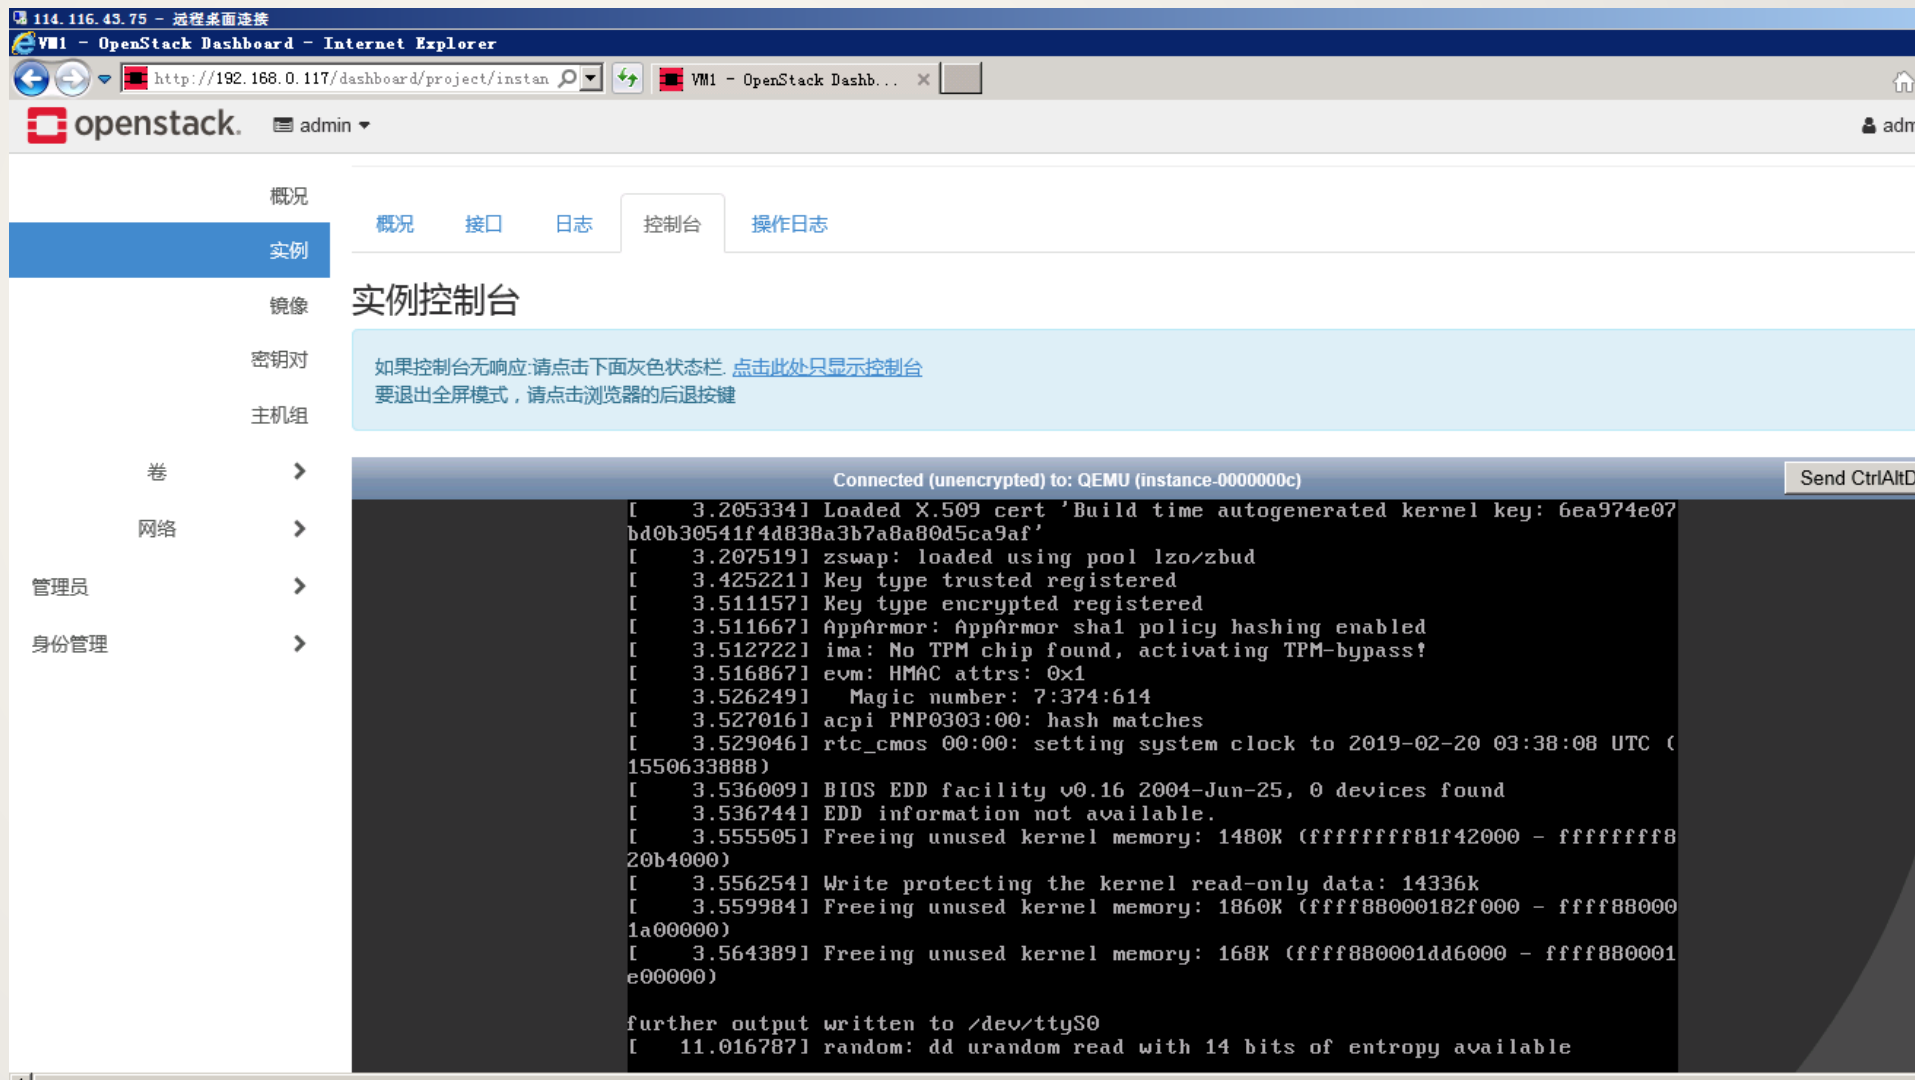 114.116.43.75 - 远程桌面连接
VM1 - OpenStack Dashboard - Internet Explorer
http://192.168.0.117/dashboard/project/instan
VM1 - OpenStack Dashb...
openstack. admin
概况
实例
镜像
密钥对
主机组
卷
网络
管理员
身份管理
概况 接口 日志 控制台 操作日志
实例控制台
如果控制台无响应:请点击下面灰色状态栏. 点击此处只显示控制台
要退出全屏模式，请点击浏览器的后退按键
Connected (unencrypted) to: QEMU (instance-0000000c)
Send CtrlAltD
[    3.205334] Loaded X.509 cert 'Build time autogenerated kernel key: 6ea974e07
bd0b30541f4d838a3b7a8a80d5ca9af'
[    3.207519] zswap: loaded using pool lzo/zbud
[    3.425221] Key type trusted registered
[    3.511157] Key type encrypted registered
[    3.511667] AppArmor: AppArmor sha1 policy hashing enabled
[    3.512722] ima: No TPM chip found, activating TPM-bypass!
[    3.516867] evm: HMAC attrs: 0x1
[    3.526249]   Magic number: 7:374:614
[    3.527016] acpi PNP0303:00: hash matches
[    3.529046] rtc_cmos 00:00: setting system clock to 2019-02-20 03:38:08 UTC (
1550633888)
[    3.536009] BIOS EDD facility v0.16 2004-Jun-25, 0 devices found
[    3.536744] EDD information not available.
[    3.555505] Freeing unused kernel memory: 1480K (ffffffff81f42000 - ffffffff8
20b4000)
[    3.556254] Write protecting the kernel read-only data: 14336k
[    3.559984] Freeing unused kernel memory: 1860K (ffff88000182f000 - ffff88000
1a00000)
[    3.564389] Freeing unused kernel memory: 168K (ffff880001dd6000 - ffff880001
e00000)
further output written to /dev/ttyS0
[   11.016787] random: dd urandom read with 14 bits of entropy available